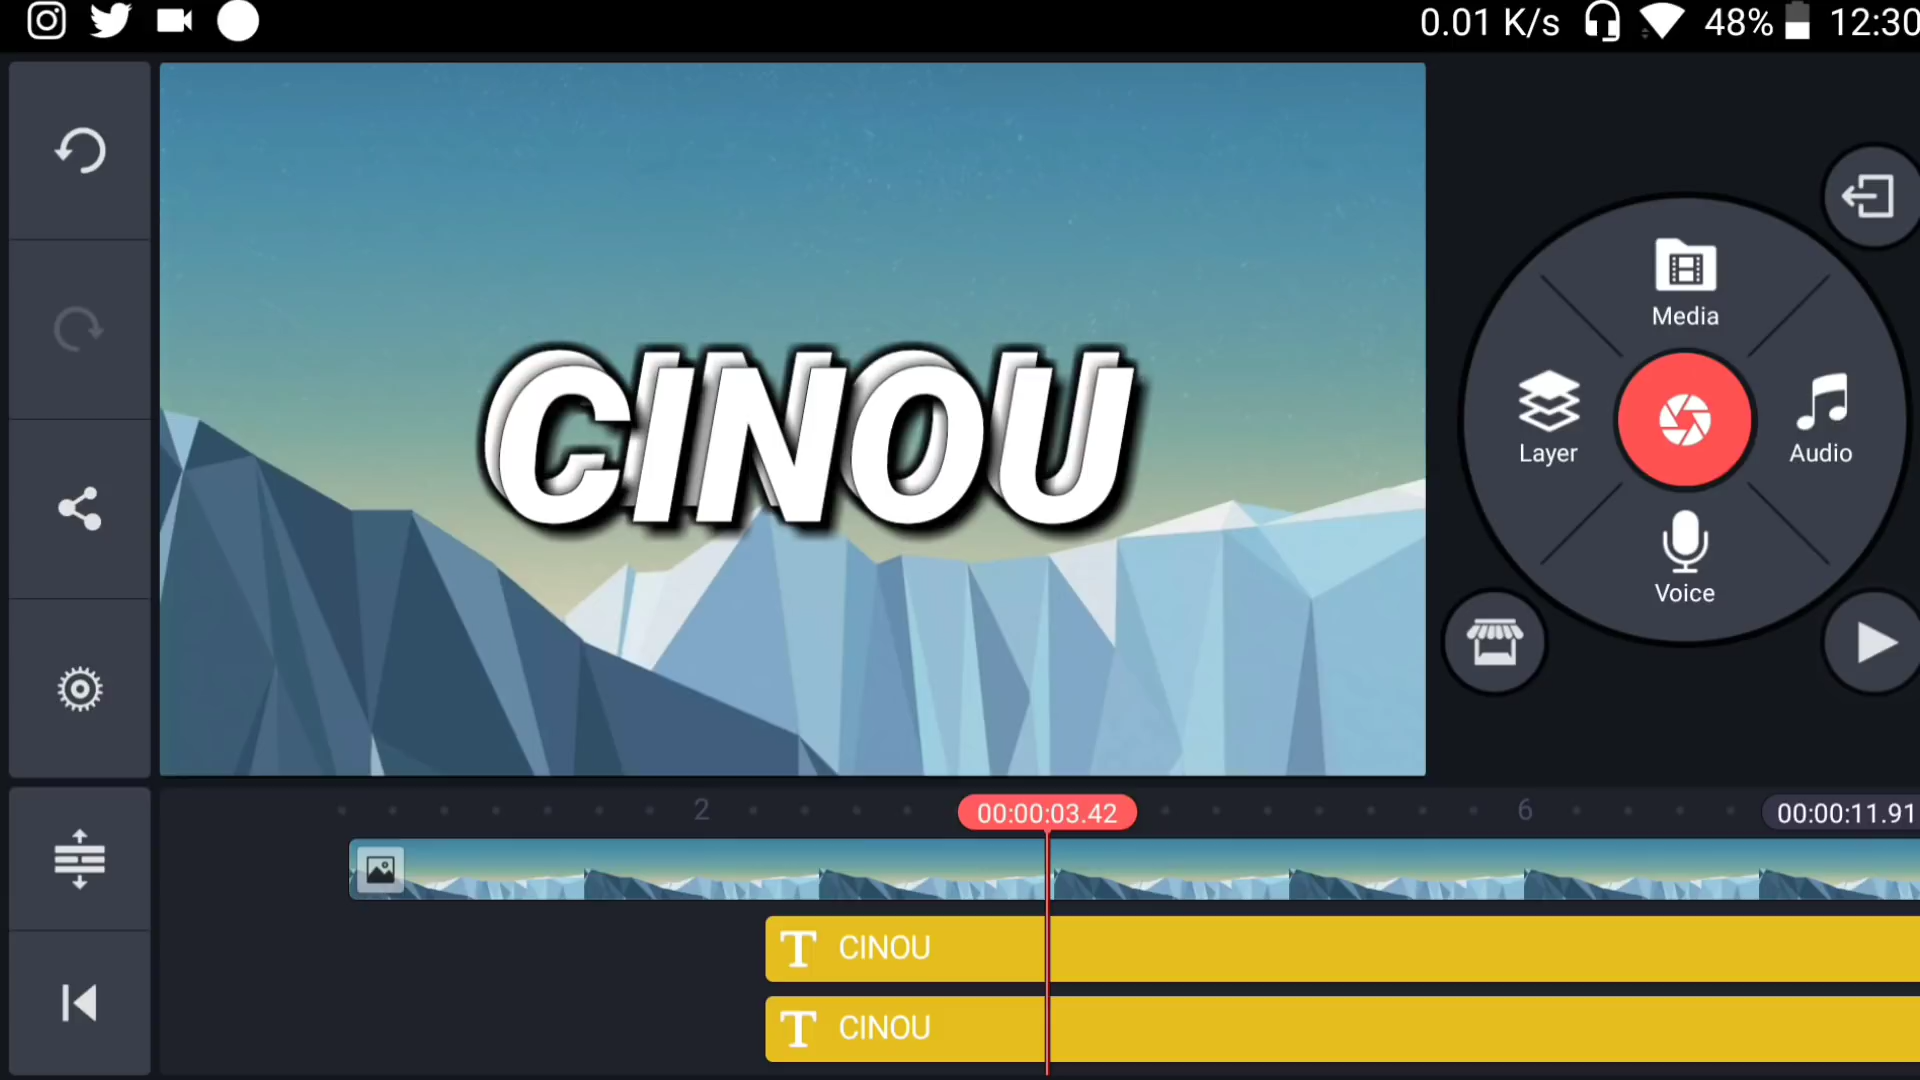 0.01 K/s 48% 12:30
CINOU
Media
Layer
Audio
Voice
2
00:00:03.42
6
00:00:11.91
T CINOU
T CINOU